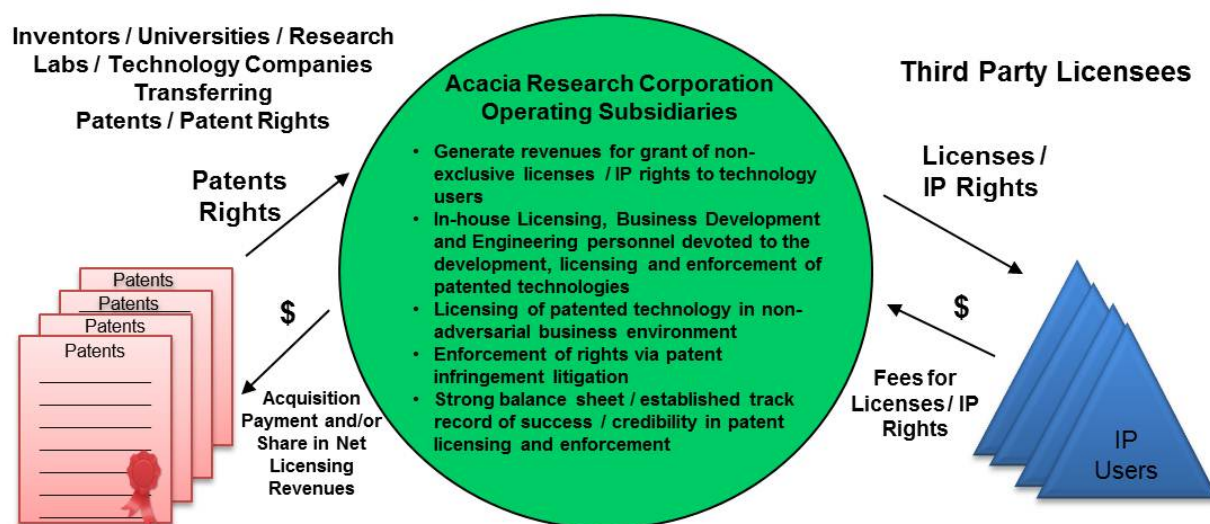 Inventors / Universities / Research
Labs / Technology Companies
Transferring
Patents / Patent Rights
Patents
Rights
Patents
Patents
Patents
Patents
$
Acquisition
Payment and/or
Share in Net
Licensing
Revenues
Acacia Research Corporation
Operating Subsidiaries
• Generate revenues for grant of non-
exclusive licenses / IP rights to technology
users
• In-house Licensing, Business Development
and Engineering personnel devoted to the
development, licensing and enforcement of
patented technologies
• Licensing of patented technology in non-
adversarial business environment
• Enforcement of rights via patent
infringement litigation
• Strong balance sheet / established track
record of success / credibility in patent
licensing and enforcement
Third Party Licensees
Licenses /
IP Rights
$
Fees for
Licenses / IP
Rights
IP
Users